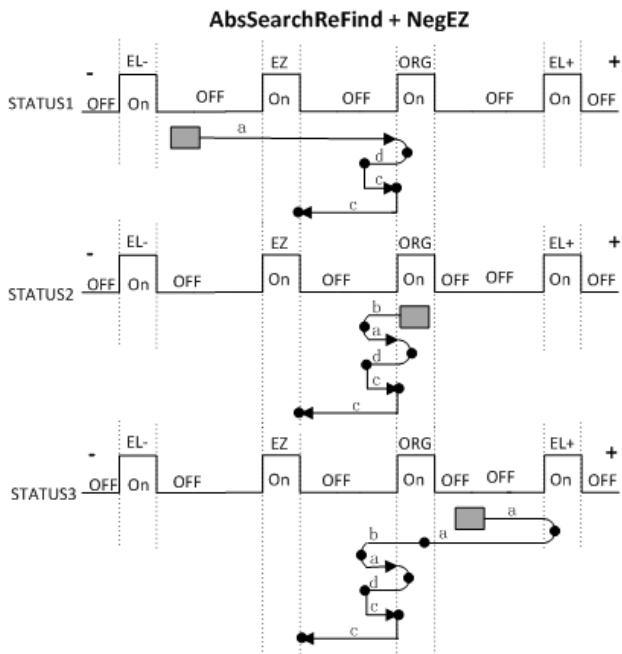 AbsSearchReFind + NegEZ
- EL- EZ ORG EL+ +
STATUS1 OFF On OFF On OFF On OFF On OFF
a
d
c
c
- EL- EZ ORG EL+ +
STATUS2 OFF On OFF On OFF On OFF OFF On OFF
b
a
d
c
c
- EL- EZ ORG EL+ +
STATUS3 OFF On OFF On OFF On OFF OFF On OFF
a
b a
a
d
c
c